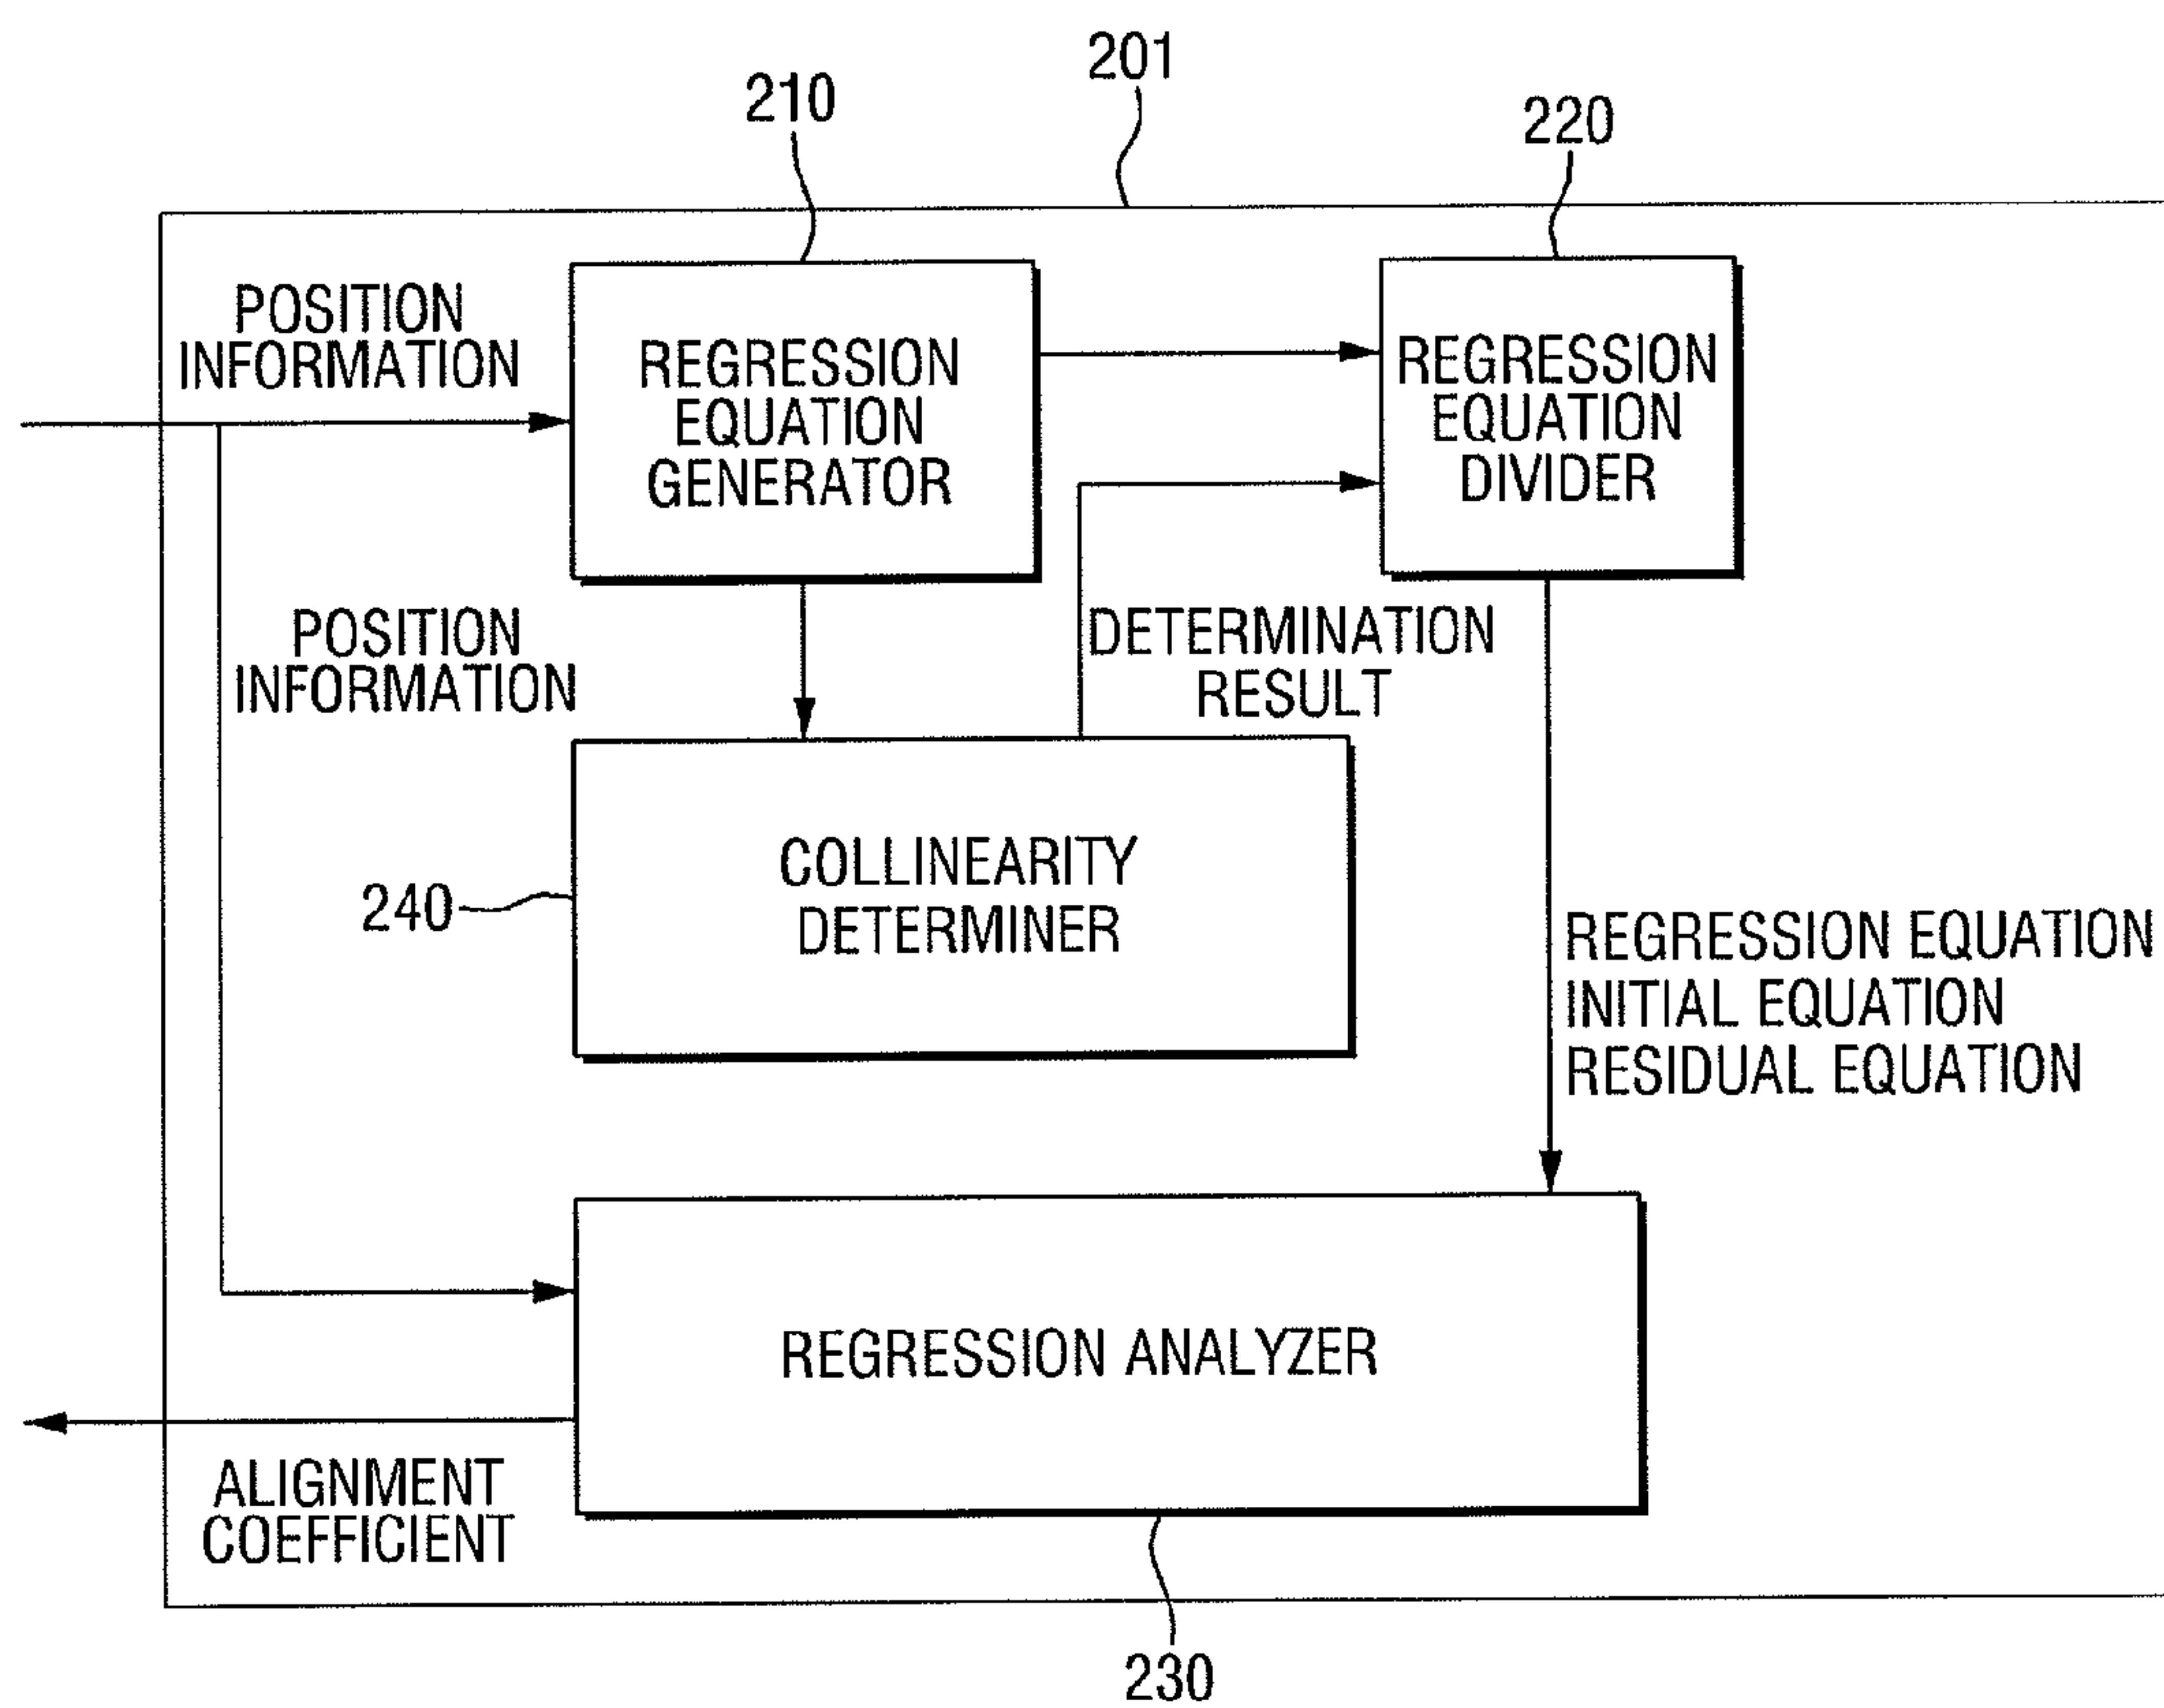 201
210
220
POSITION
INFORMATION
REGRESSION
EQUATION
GENERATOR
REGRESSION
EQUATION
DIVIDER
POSITION
INFORMATION
DETERMINATION
RESULT
COLLINEARITY
DETERMINER
240
REGRESSION EQUATION
INITIAL EQUATION
RESIDUAL EQUATION
REGRESSION ANALYZER
ALIGNMENT
COEFFICIENT
230